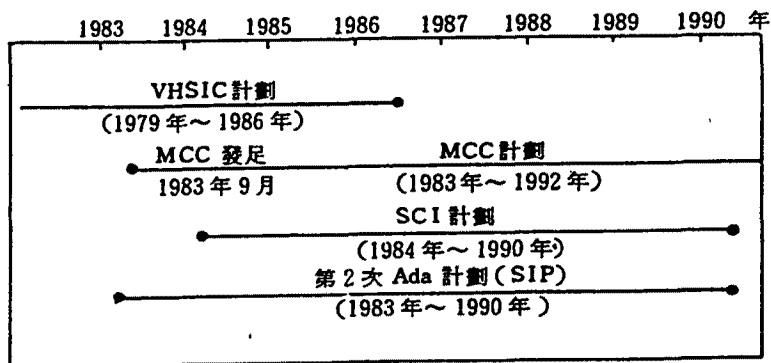 1983 1984 1985 1986 1987 1988 1989 1990 年
VHSIC 計劃
(1979 年～ 1986 年)
MCC 發足 MCC 計劃
1983 年 9 月 (1983 年～ 1992 年)
SCI 計劃
(1984 年～ 1990 年)
第 2 次 Ada 計劃 (SIP)
(1983 年～ 1990 年 )